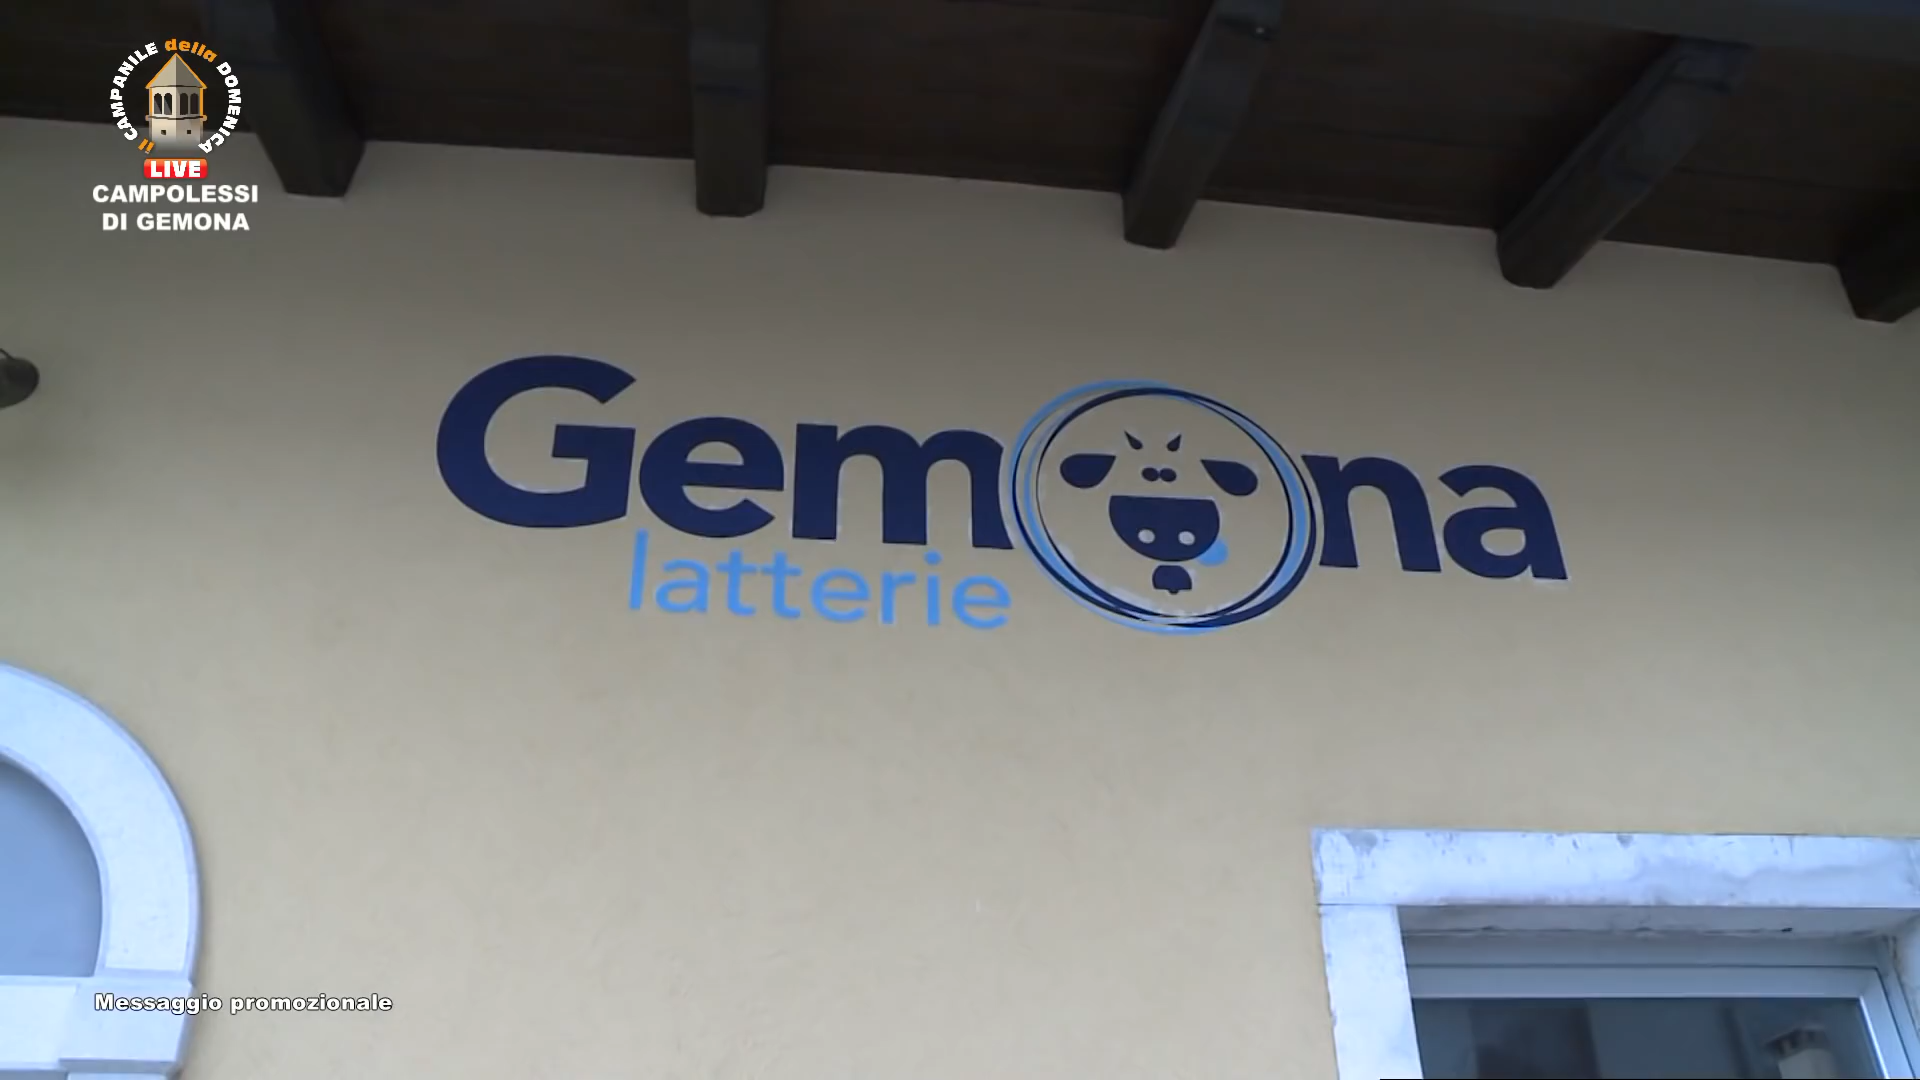 il CAMPANILE della DOMENICA
LIVE
CAMPOLESSI
DI GEMONA
Gemona
latterie
Messaggio promozionale